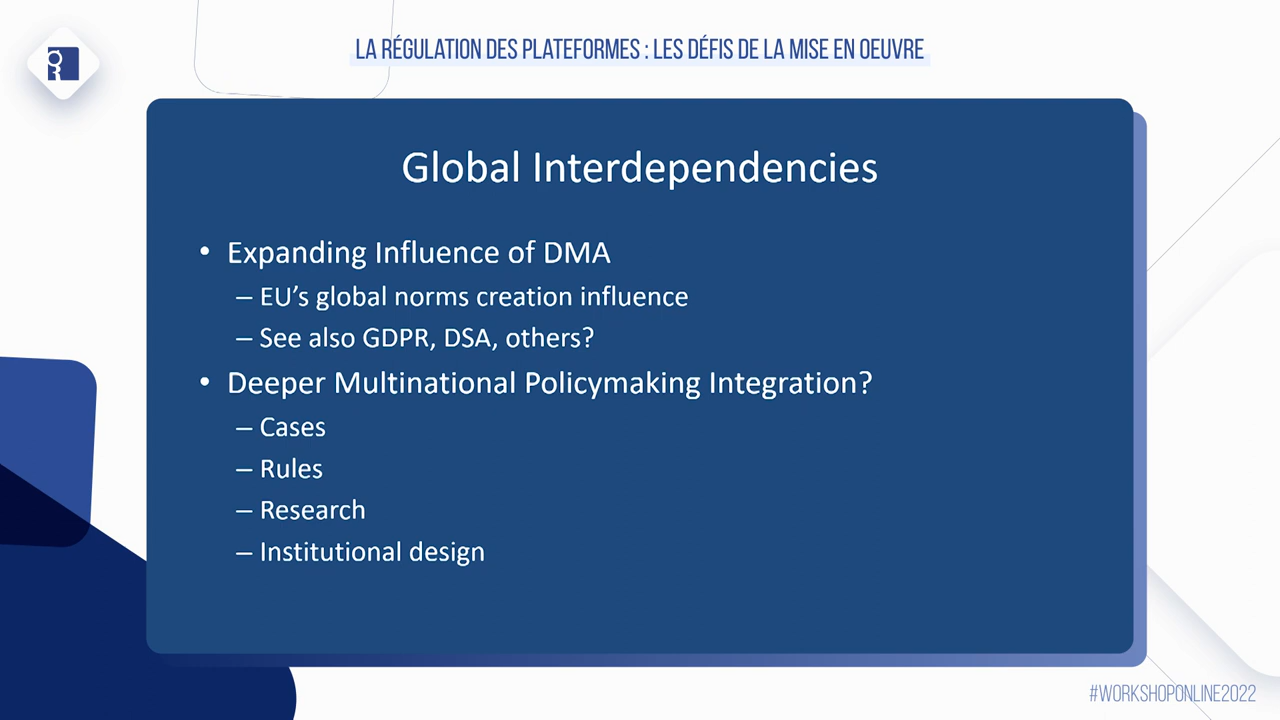 LA RÉGULATION DES PLATEFORMES : LES DÉFIS DE LA MISE EN OEUVRE
Global Interdependencies
• Expanding Influence of DMA
– EU’s global norms creation influence
– See also GDPR, DSA, others?
• Deeper Multinational Policymaking Integration?
– Cases
– Rules
– Research
– Institutional design
#WORKSHOPONLINE2022